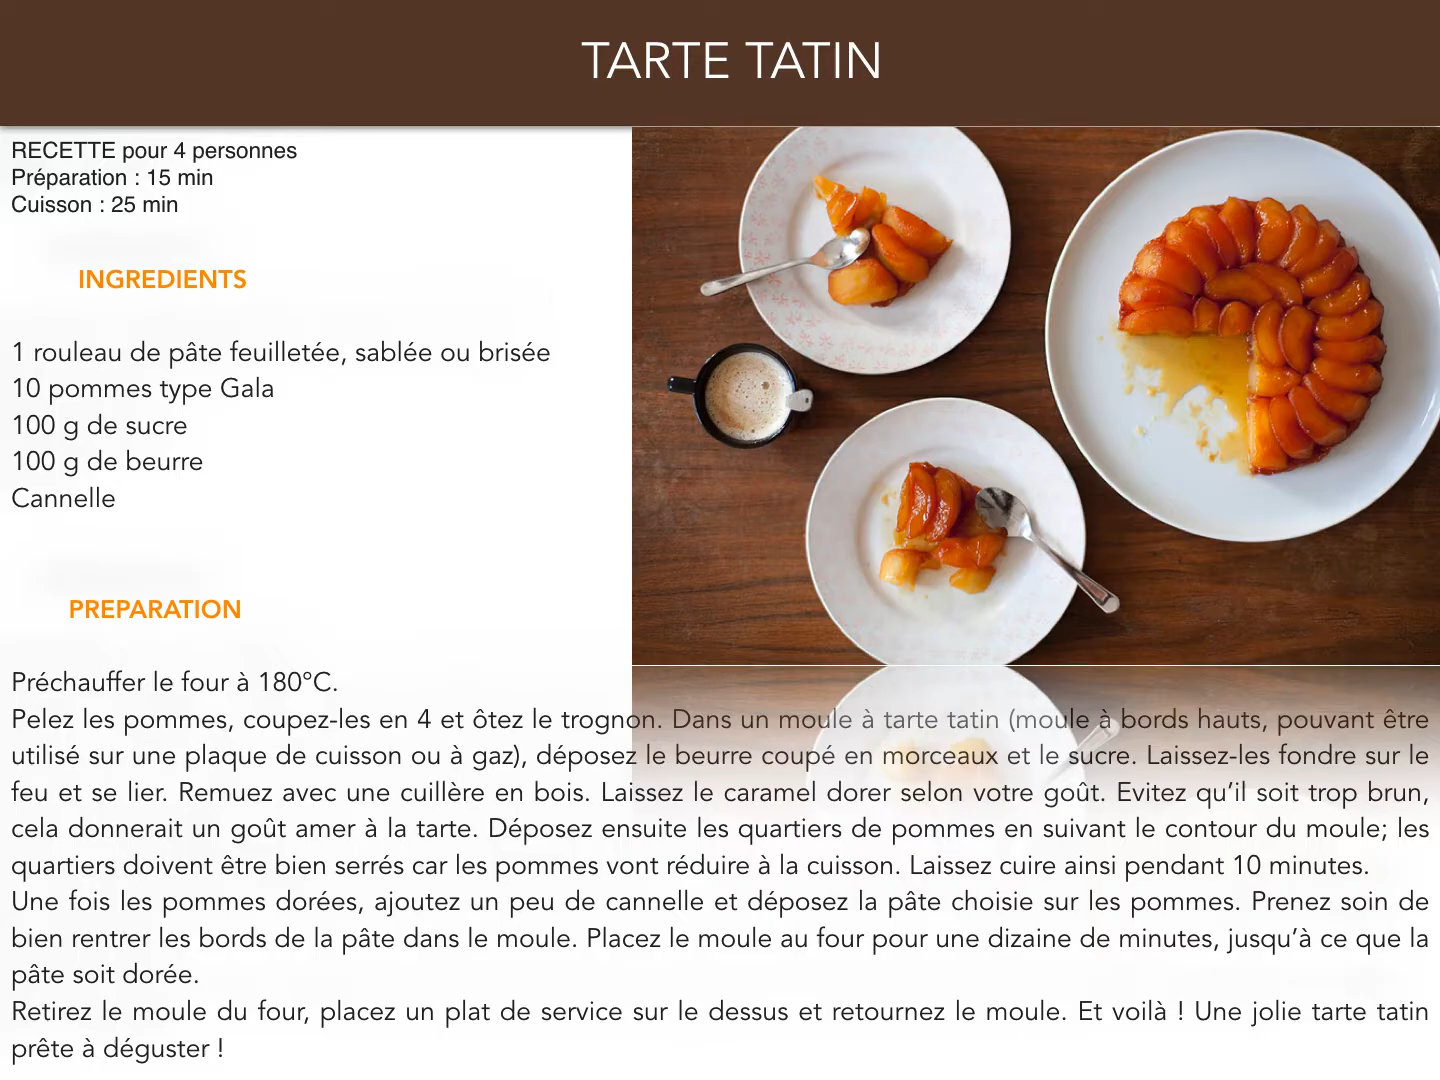 TARTE TATIN
RECETTE pour 4 personnes
Préparation : 15 min
Cuisson : 25 min
INGREDIENTS
1 rouleau de pâte feuilletée, sablée ou brisée
10 pommes type Gala
100 g de sucre
100 g de beurre
Cannelle
PREPARATION
Préchauffer le four à 180°C.
Pelez les pommes, coupez-les en 4 et ôtez le trognon. Dans un moule à tarte tatin (moule à bords hauts, pouvant être
utilisé sur une plaque de cuisson ou à gaz), déposez le beurre coupé en morceaux et le sucre. Laissez-les fondre sur le
feu et se lier. Remuez avec une cuillère en bois. Laissez le caramel dorer selon votre goût. Evitez qu’il soit trop brun,
cela donnerait un goût amer à la tarte. Déposez ensuite les quartiers de pommes en suivant le contour du moule; les
quartiers doivent être bien serrés car les pommes vont réduire à la cuisson. Laissez cuire ainsi pendant 10 minutes.
Une fois les pommes dorées, ajoutez un peu de cannelle et déposez la pâte choisie sur les pommes. Prenez soin de
bien rentrer les bords de la pâte dans le moule. Placez le moule au four pour une dizaine de minutes, jusqu’à ce que la
pâte soit dorée.
Retirez le moule du four, placez un plat de service sur le dessus et retournez le moule. Et voilà ! Une jolie tarte tatin
prête à déguster !